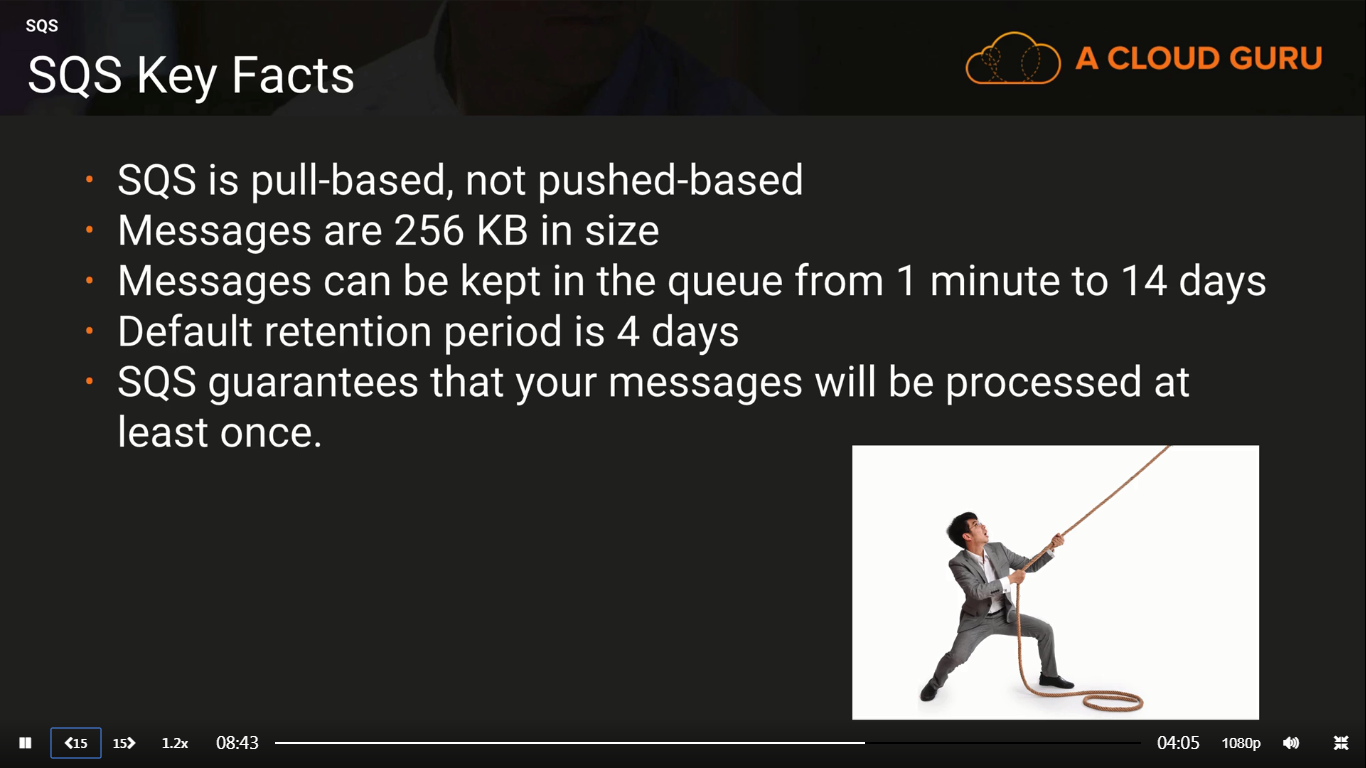 SQS
SQS Key Facts
A CLOUD GURU
• SQS is pull-based, not pushed-based
• Messages are 256 KB in size
• Messages can be kept in the queue from 1 minute to 14 days
• Default retention period is 4 days
• SQS guarantees that your messages will be processed at
least once.
15 15 1.2x 08:43 04:05 1080p